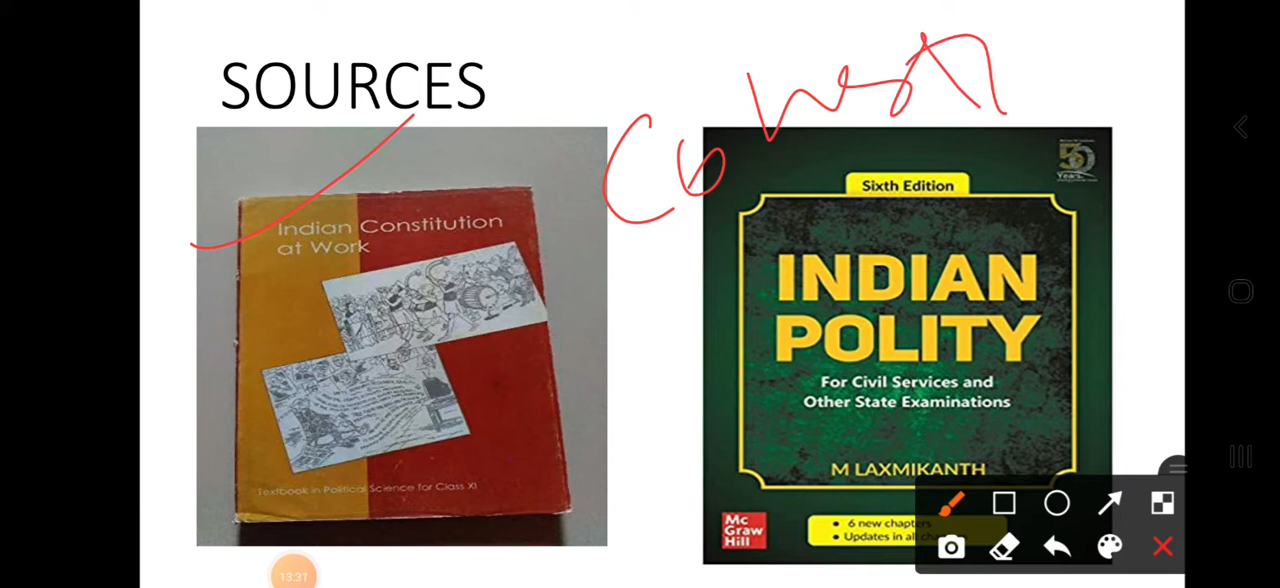 SOURCES
Indian Constitution
at Work
Textbook in Political Science for Class XI
50
Years
Sixth Edition
INDIAN
POLITY
For Civil Services and
Other State Examinations
M LAXMIKANTH
Mc
Graw
Hill
• 6 new chapters
• Updates in all
13:31